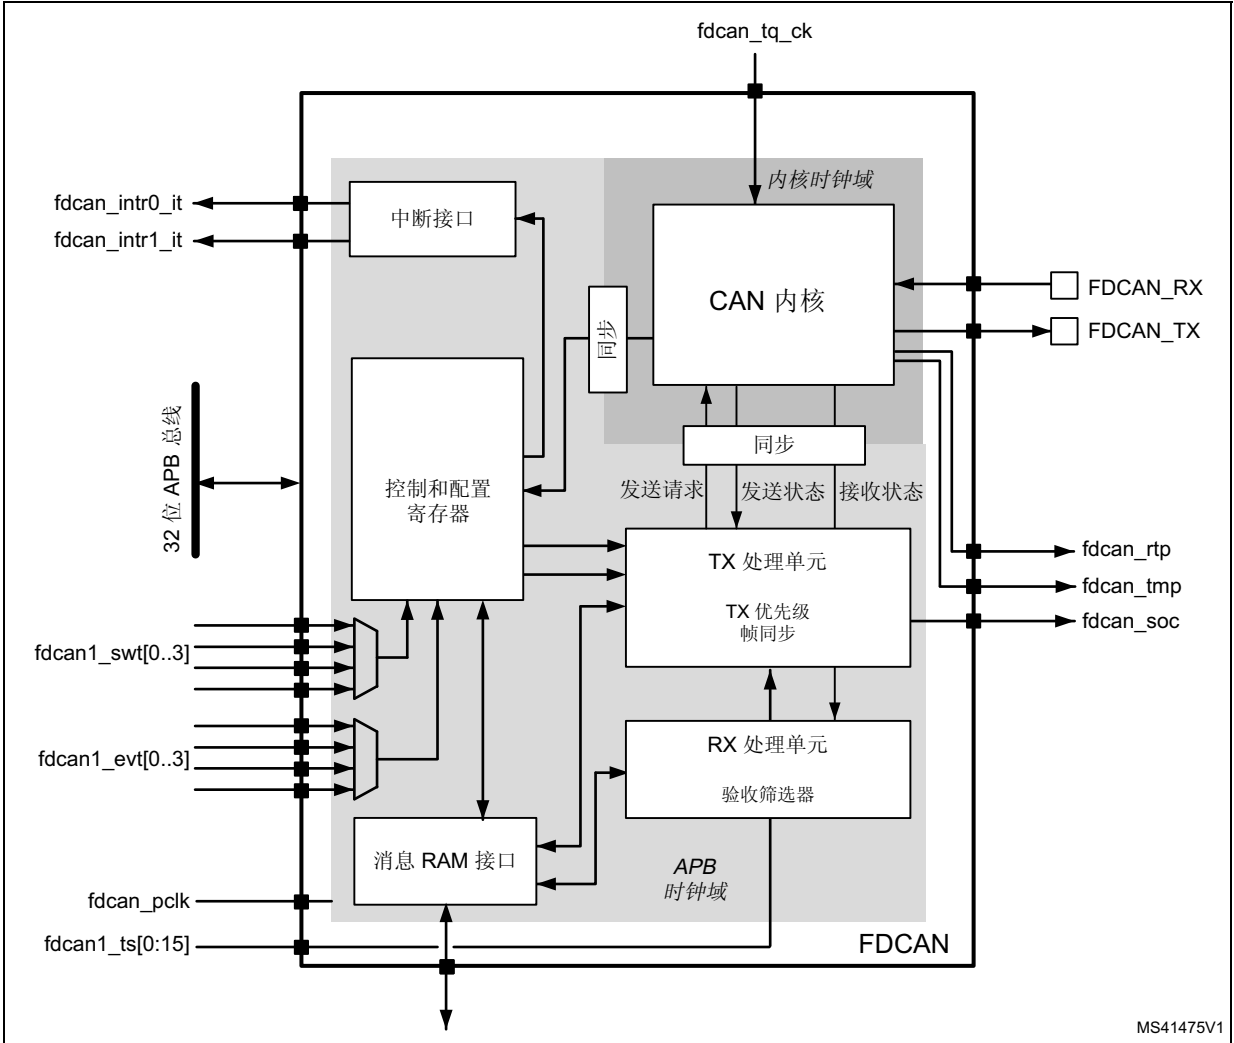 fdcan_tq_ck
内核时钟域
fdcan_intr0_it
中断接口
fdcan_intr1_it
CAN 内核
FDCAN_RX
FDCAN_TX
同步
同步
32 位 APB 总线
控制和配置
寄存器
发送请求
发送状态
接收状态
TX 处理单元
TX 优先级
帧同步
fdcan_rtp
fdcan_tmp
fdcan_soc
fdcan1_swt[0..3]
fdcan1_evt[0..3]
RX 处理单元
验收筛选器
消息 RAM 接口
APB
时钟域
fdcan_pclk
fdcan1_ts[0:15]
FDCAN
MS41475V1